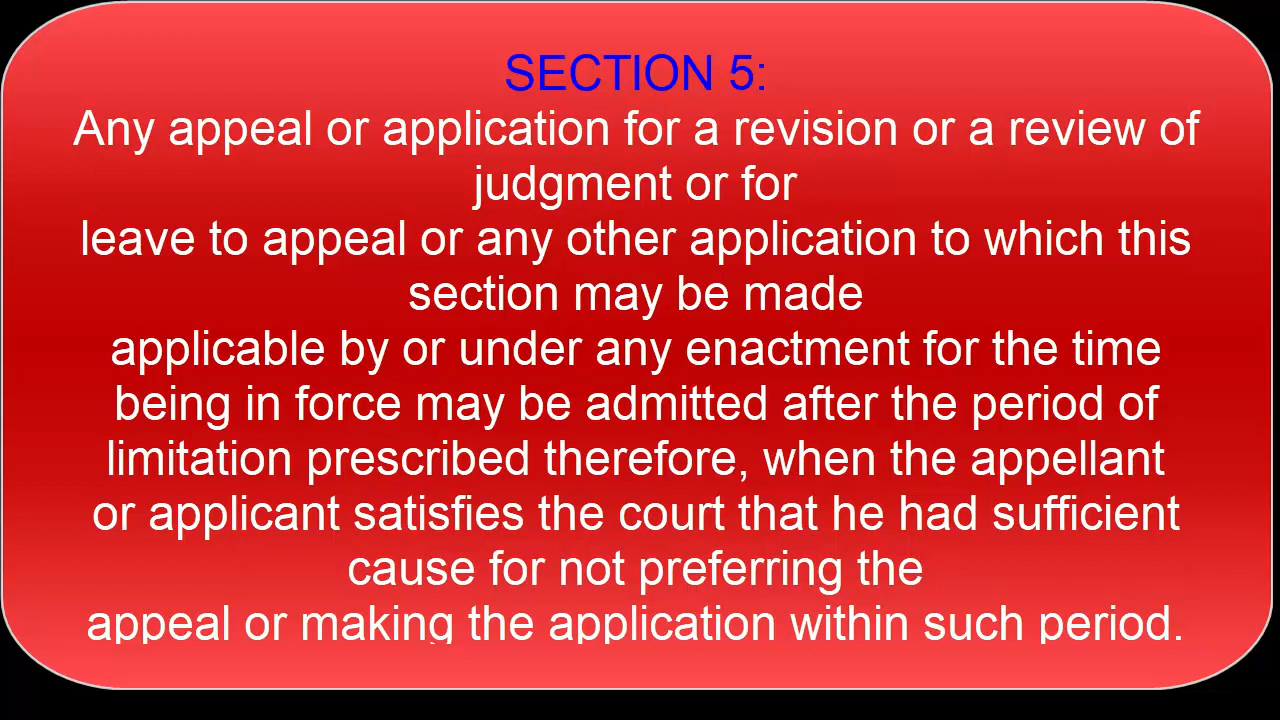 SECTION 5:
Any appeal or application for a revision or a review of
judgment or for
leave to appeal or any other application to which this
section may be made
applicable by or under any enactment for the time
being in force may be admitted after the period of
limitation prescribed therefore, when the appellant
or applicant satisfies the court that he had sufficient
cause for not preferring the
appeal or making the application within such period.